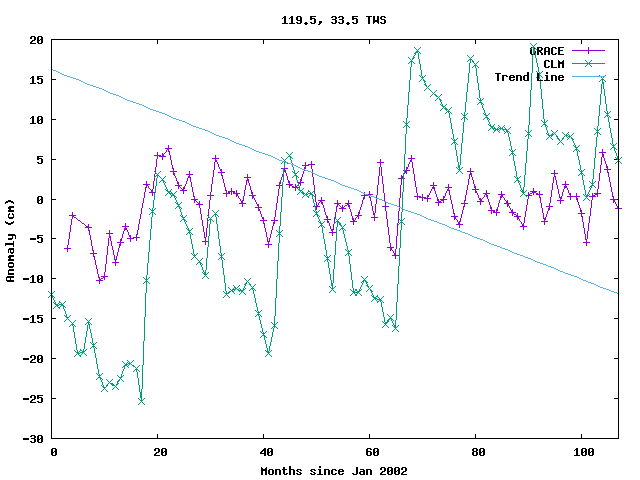 119.5, 33.5 TWS
GRACE
CLM
Trend Line
Anomaly (cm)
20
15
10
5
0
-5
-10
-15
-20
-25
-30
0 20 40 60 80 100
Months since Jan 2002